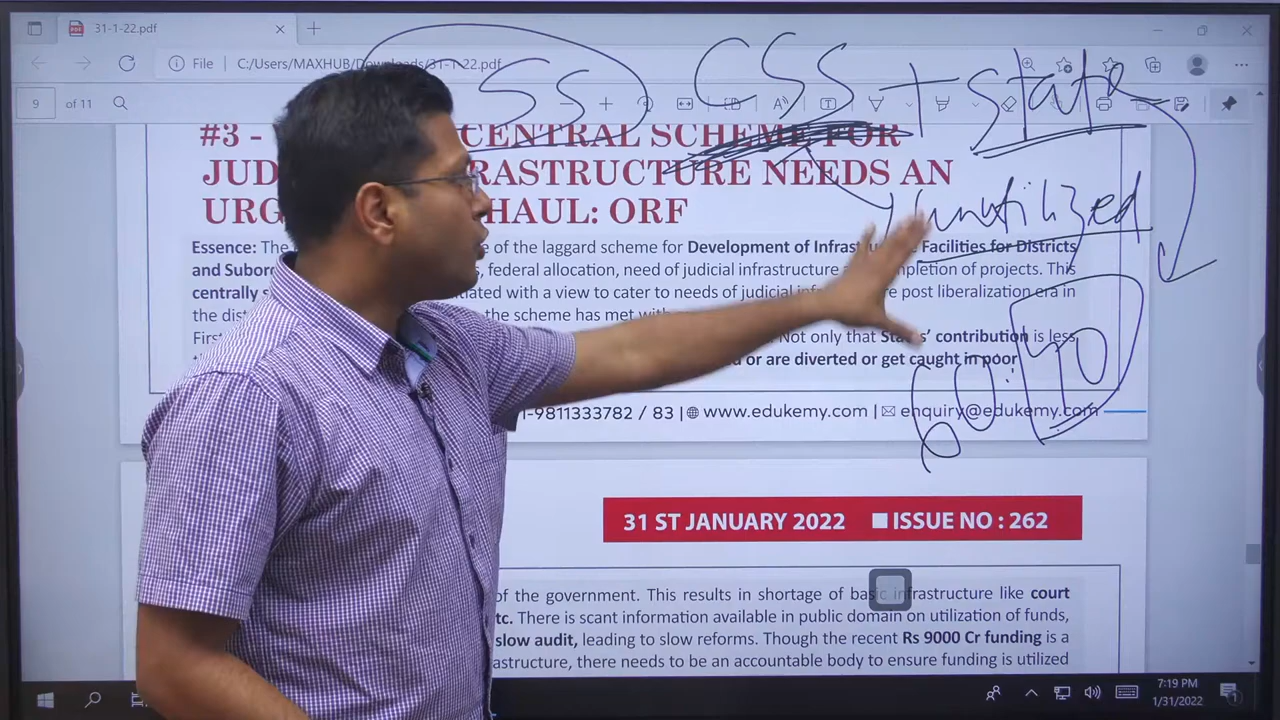 31-1-22.pdf
File C:/Users/MAXHUB/Downloads/31-1-22.pdf
9 of 11
SS CSS + state
#3 - CENTRAL SCHEME FOR
JUD RASTRUCTURE NEEDS AN
URG HAUL: ORF
unutilized
Essence: The e of the laggard scheme for Development of Infrastructure Facilities for Districts
and Subor s, federal allocation, need of judicial infrastructure a mpletion of projects. This
centrally s itiated with a view to cater to needs of judicial infra re post liberalization era in
the dist the scheme has met with
First Not only that States' contribution is less
d or are diverted or get caught in poor
60:40
1-9811333782 / 83 | www.edukemy.com | enquiry@edukemy.com
31 ST JANUARY 2022 ISSUE NO : 262
of the government. This results in shortage of basic infrastructure like court
tc. There is scant information available in public domain on utilization of funds,
slow audit, leading to slow reforms. Though the recent Rs 9000 Cr funding is a
astructure, there needs to be an accountable body to ensure funding is utilized
7:19 PM
1/31/2022